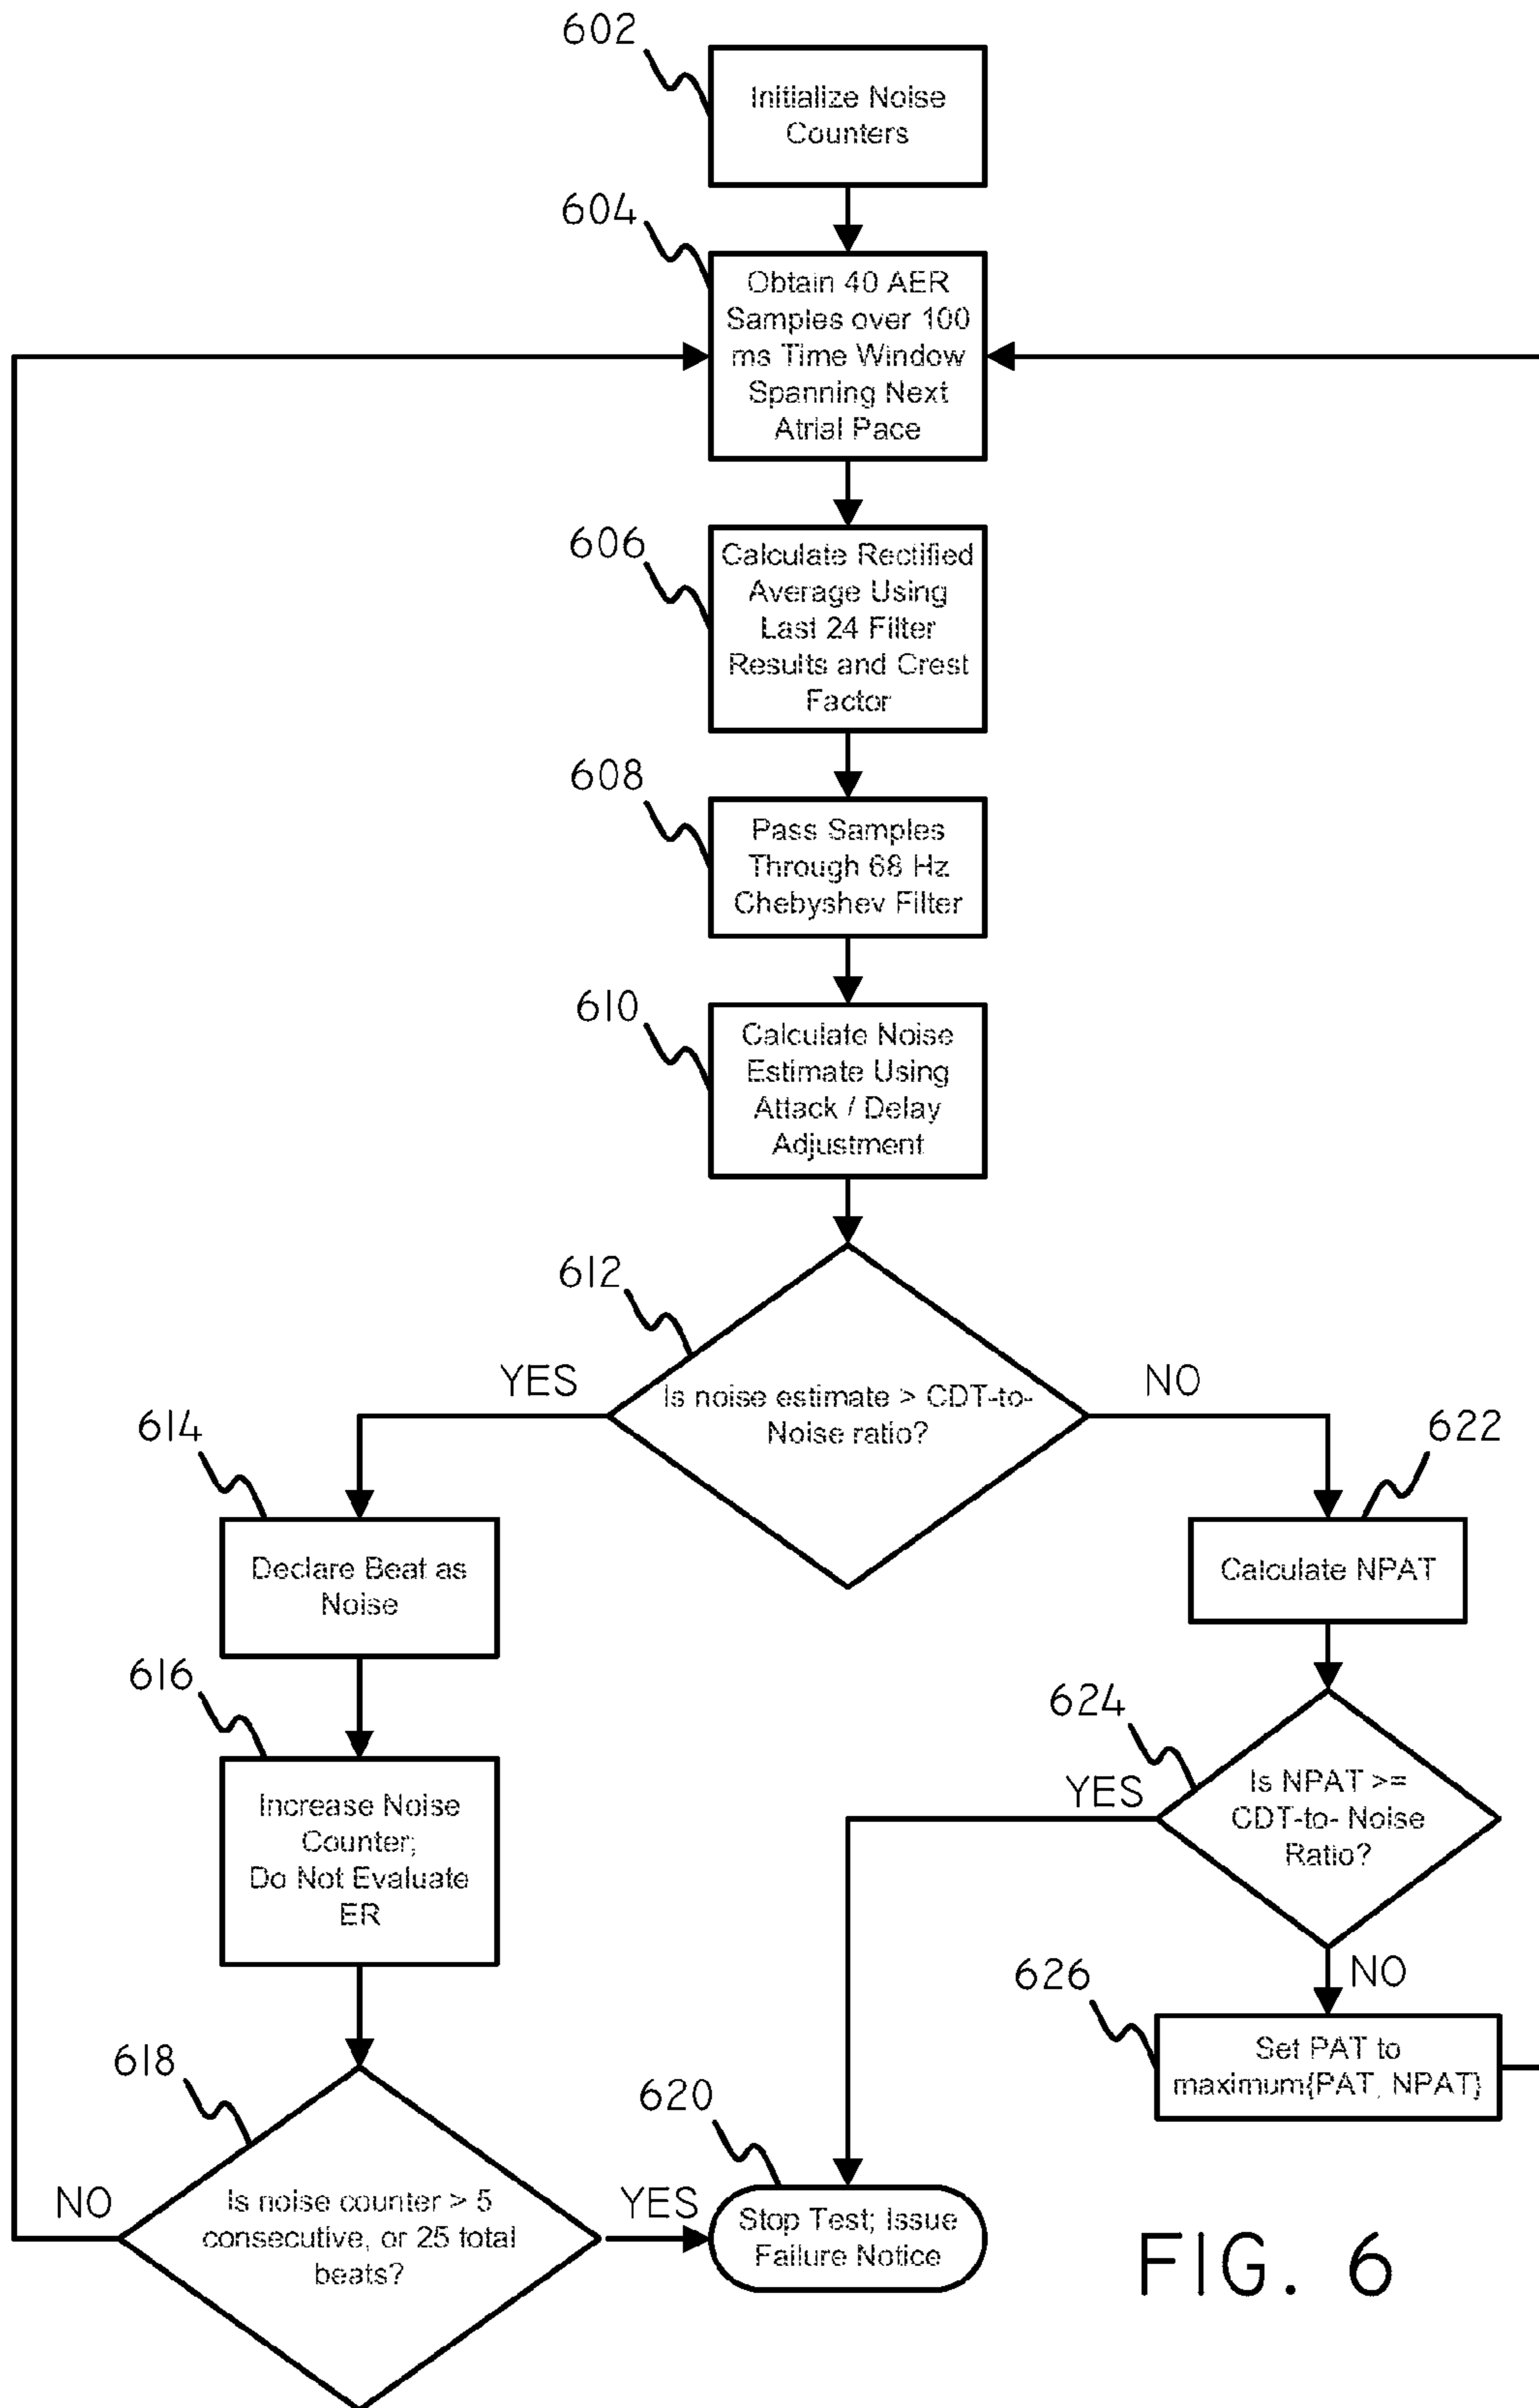 602
Initialize Noise
Counters
604
Obtain 40 AER
Samples over 100
ms Time Window
Spanning Next
Atrial Pace
606
Calculate Rectified
Average Using
Last 24 Filter
Results and Crest
Factor
608
Pass Samples
Through 68 Hz
Chebyshev Filter
610
Calculate Noise
Estimate Using
Attack / Delay
Adjustment
612
Is noise estimate > CDT-to-
Noise ratio?
YES
NO
614
Declare Beat as
Noise
616
Increase Noise
Counter;
Do Not Evaluate
ER
618
Is noise counter > 5
consecutive, or 25 total
beats?
NO
YES
620
Stop Test; Issue
Failure Notice
622
Calculate NPAT
624
Is NPAT >=
CDT-to- Noise
Ratio?
YES
NO
626
Set PAT to
maximum{PAT, NPAT}
FIG. 6